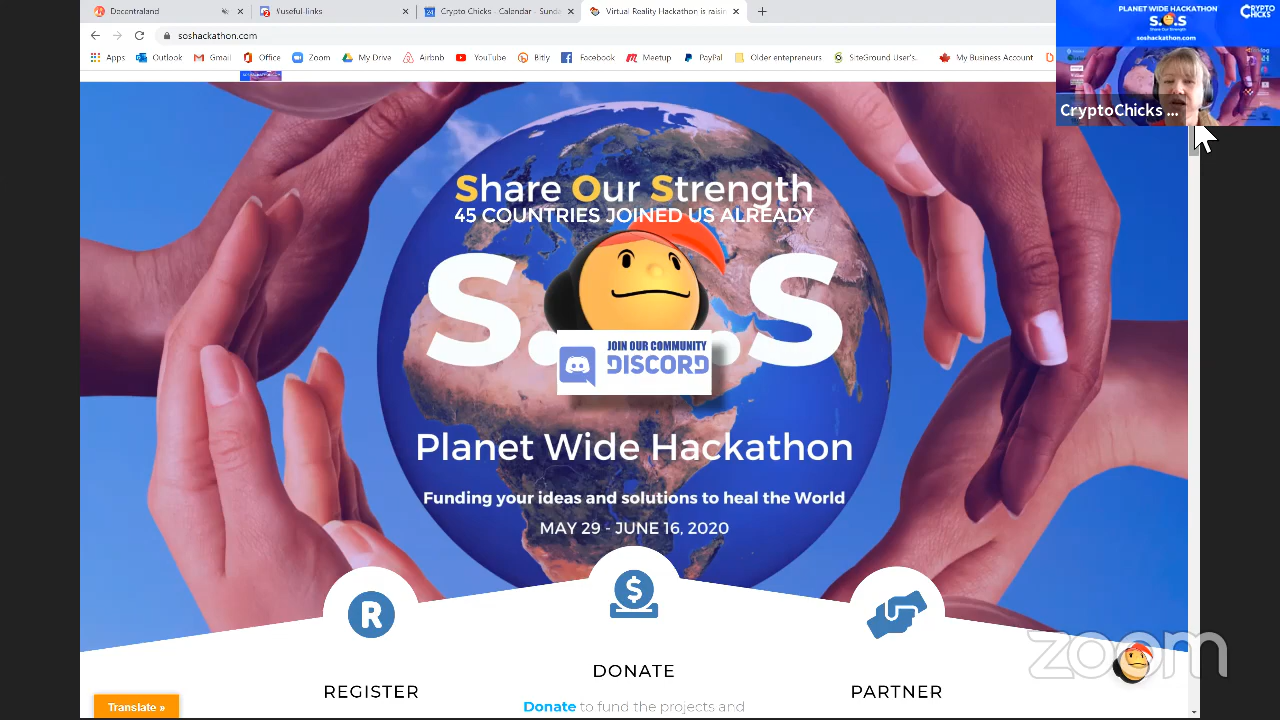 Decentraland
#useful-links
Crypto Chicks - Calendar - Sunda
Virtual Reality Hackathon is raisin
soshackathon.com
Apps
Outlook
Gmail
Office
Zoom
My Drive
Airbnb
YouTube
Bitly
Facebook
Meetup
PayPal
Older entepreneurs
SiteGround User's..
My Business Account
PLANET WIDE HACKATHON
S.O.S
Share Our Strength
soshackathon.com
CRYPTO
CHICKS
CryptoChicks ...
Share Our Strength
45 COUNTRIES JOINED US ALREADY
S.O.S
JOIN OUR COMMUNITY
DISCORD
Planet Wide Hackathon
Funding your ideas and solutions to heal the World
MAY 29 - JUNE 16, 2020
R
$
zoom
REGISTER
DONATE
PARTNER
Donate to fund the projects and
Translate »